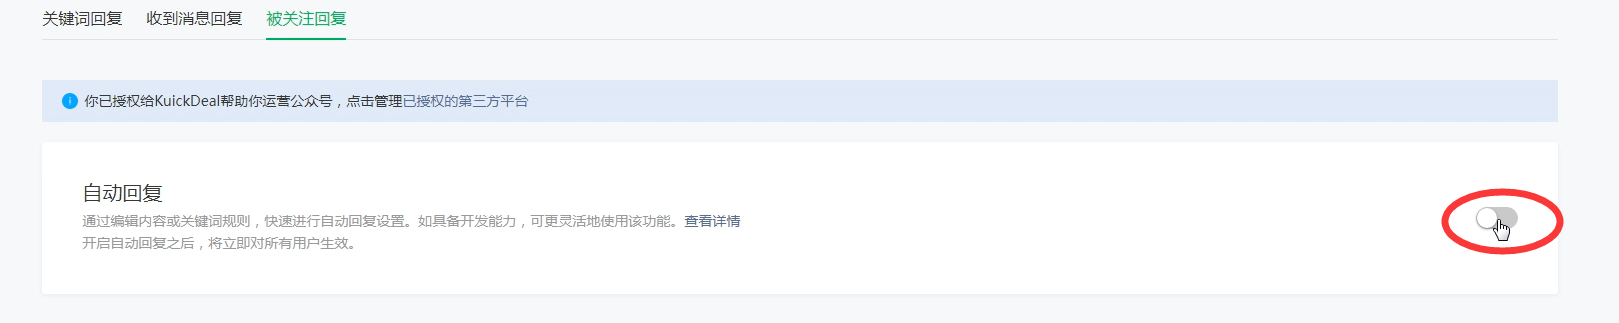 关键词回复 收到消息回复 被关注回复
你已授权给KuickDeal帮助你运营公众号，点击管理已授权的第三方平台
自动回复
通过编辑内容或关键词规则，快速进行自动回复设置。如具备开发能力，可更灵活地使用该功能。查看详情
开启自动回复之后，将立即对所有用户生效。